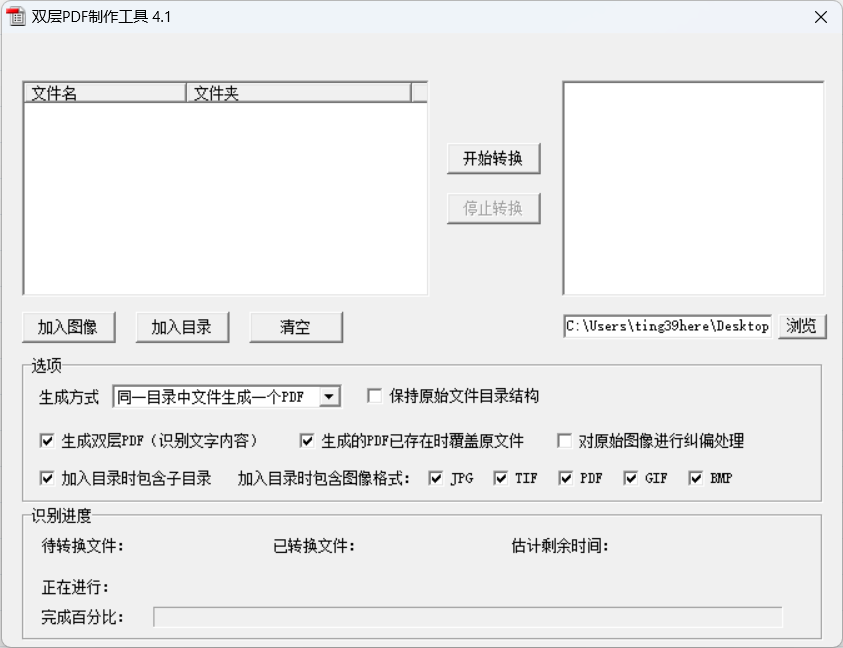 双层PDF制作工具 4.1
文件名 文件夹
开始转换
停止转换
加入图像 加入目录 清空 C:\Users\ting39here\Desktop 浏览
选项
生成方式 同一目录中文件生成一个PDF 保持原始文件目录结构
生成双层PDF（识别文字内容） 生成的PDF已存在时覆盖原文件 对原始图像进行纠偏处理
加入目录时包含子目录 加入目录时包含图像格式： JPG TIF PDF GIF BMP
识别进度
待转换文件： 已转换文件： 估计剩余时间：
正在进行：
完成百分比：